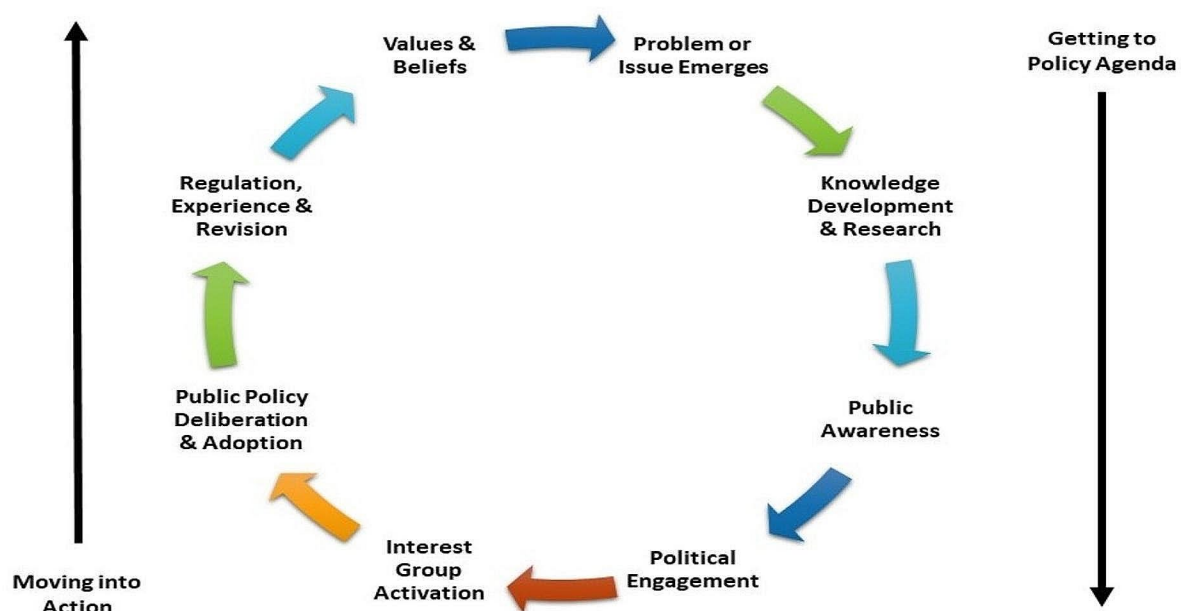 Values &
Beliefs
Problem or
Issue Emerges
Getting to
Policy Agenda
Knowledge
Development
& Research
Public
Awareness
Political
Engagement
Interest
Group
Activation
Public Policy
Deliberation
& Adoption
Regulation,
Experience &
Revision
Moving into
Action